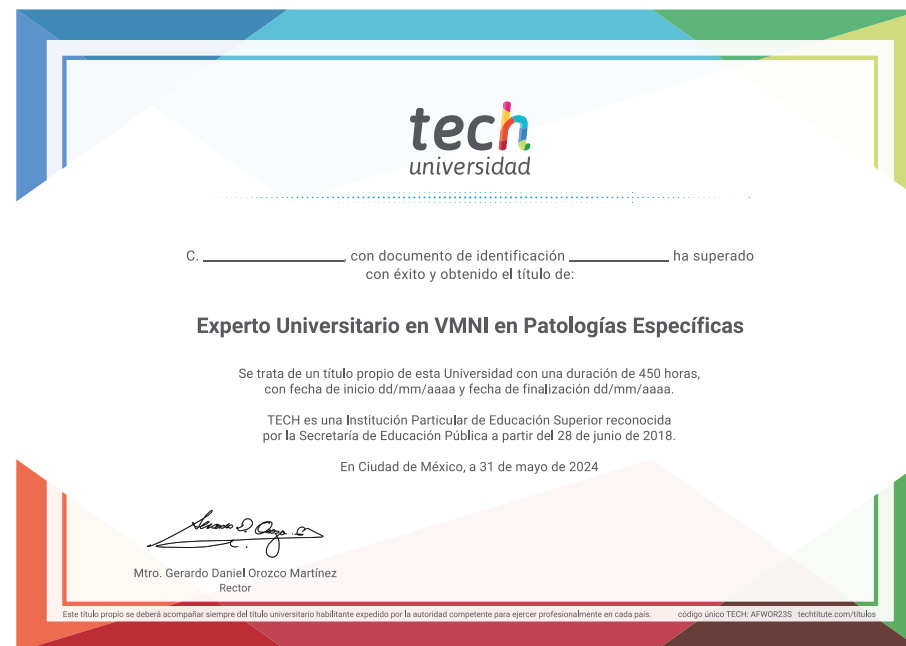 tech
universidad
C. ____________, con documento de identificación ____________ ha superado
con éxito y obtenido el título de:
Experto Universitario en VMNI en Patologías Específicas
Se trata de un título propio de esta Universidad con una duración de 450 horas,
con fecha de inicio dd/mm/aaaa y fecha de finalización dd/mm/aaaa.
TECH es una Institución Particular de Educación Superior reconocida
por la Secretaría de Educación Pública a partir del 28 de junio de 2018.
En Ciudad de México, a 31 de mayo de 2024
Mtro. Gerardo Daniel Orozco Martínez
Rector
Este título propio se deberá acompañar siempre del título universitario habilitante expedido por la autoridad competente para ejercer profesionalmente en cada país. código único TECH: AFWOR23S techtitute.com/titulos